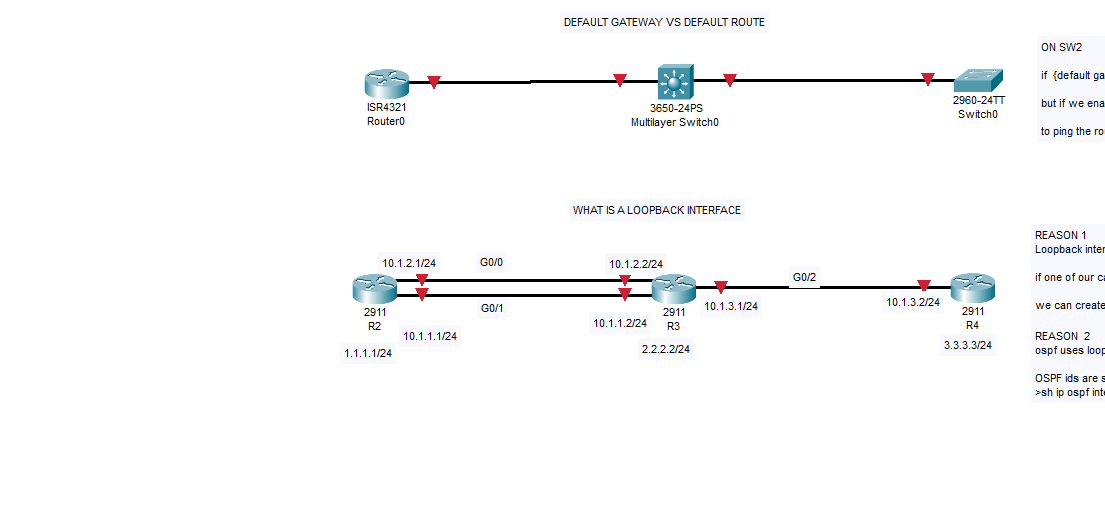 DEFAULT GATEWAY VS DEFAULT ROUTE
ISR4321
Router0
3650-24PS
Multilayer Switch0
2960-24TT
Switch0
ON SW2
if {default ga
but if we ena
to ping the ro
WHAT IS A LOOPBACK INTERFACE
10.1.2.1/24
G0/0
10.1.2.2/24
G0/1
2911
R2
10.1.1.1/24
1.1.1.1/24
10.1.1.2/24
2911
R3
2.2.2.2/24
G0/2
10.1.3.1/24
10.1.3.2/24
2911
R4
3.3.3.3/24
REASON 1
Loopback inter
if one of our ca
we can create
REASON 2
ospf uses loop
OSPF ids are s
>sh ip ospf inte